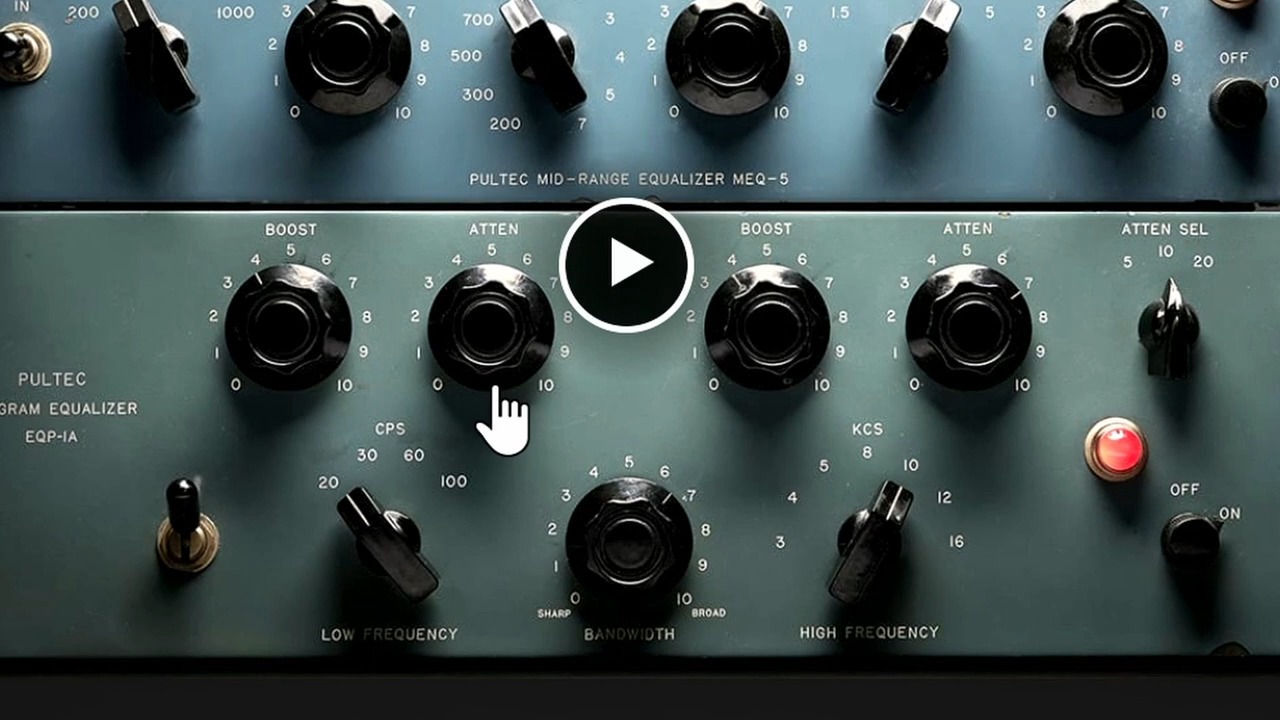 IN
200 1000
3 7
2 8
1 9
0 10
700 3
500 4
300 5
200 7
3 7
2 8
1 9
0 10
1.5 5
3 7
2 8
1 9
0 10
OFF
PULTEC MID-RANGE EQUALIZER MEQ-5
BOOST
0 1 2 3 4 5 6 7 8 9 10
ATTEN
0 1 2 3 4 5 6 7 8 9 10
BOOST
0 1 2 3 4 5 6 7 8 9 10
ATTEN
0 1 2 3 4 5 6 7 8 9 10
ATTEN SEL
5 10 20
PULTEC
GRAM EQUALIZER
EQP-1A
CPS
20 30 60 100
LOW FREQUENCY
0 1 2 3 4 5 6 7 8 9 10
SHARP BROAD
BANDWIDTH
KCS
3 4 5 8 10 12 16
HIGH FREQUENCY
OFF
ON